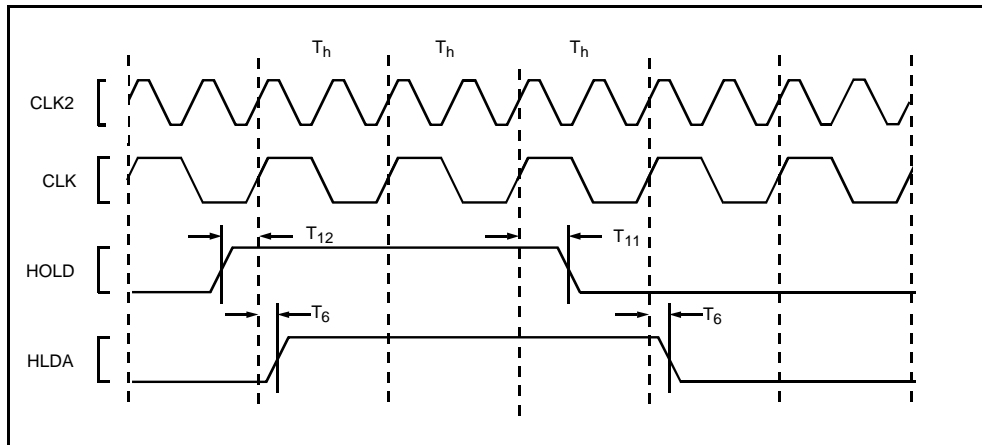 Th Th Th
CLK2
CLK
T12 T11
HOLD
T6 T6
HLDA